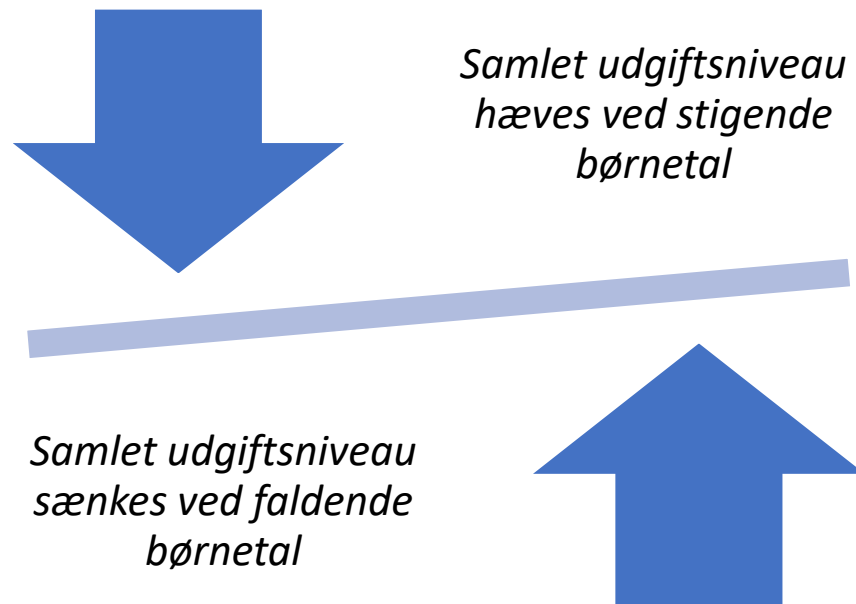 Samlet udgiftsniveau
hæves ved stigende
børnetal
Samlet udgiftsniveau
sænkes ved faldende
børnetal